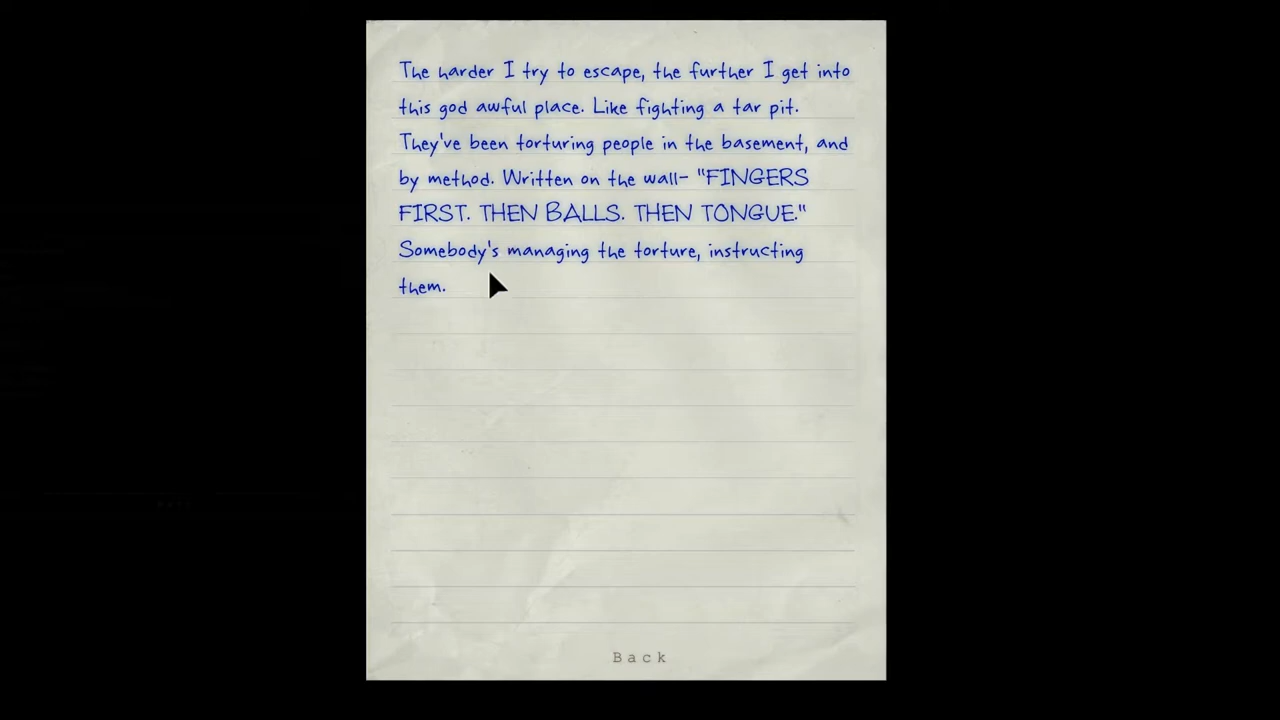 The harder I try to escape, the further I get into
this god awful place. Like fighting a tar pit.
They've been torturing people in the basement, and
by method. Written on the wall- "FINGERS
FIRST. THEN BALLS. THEN TONGUE."
Somebody's managing the torture, instructing
them.
Back